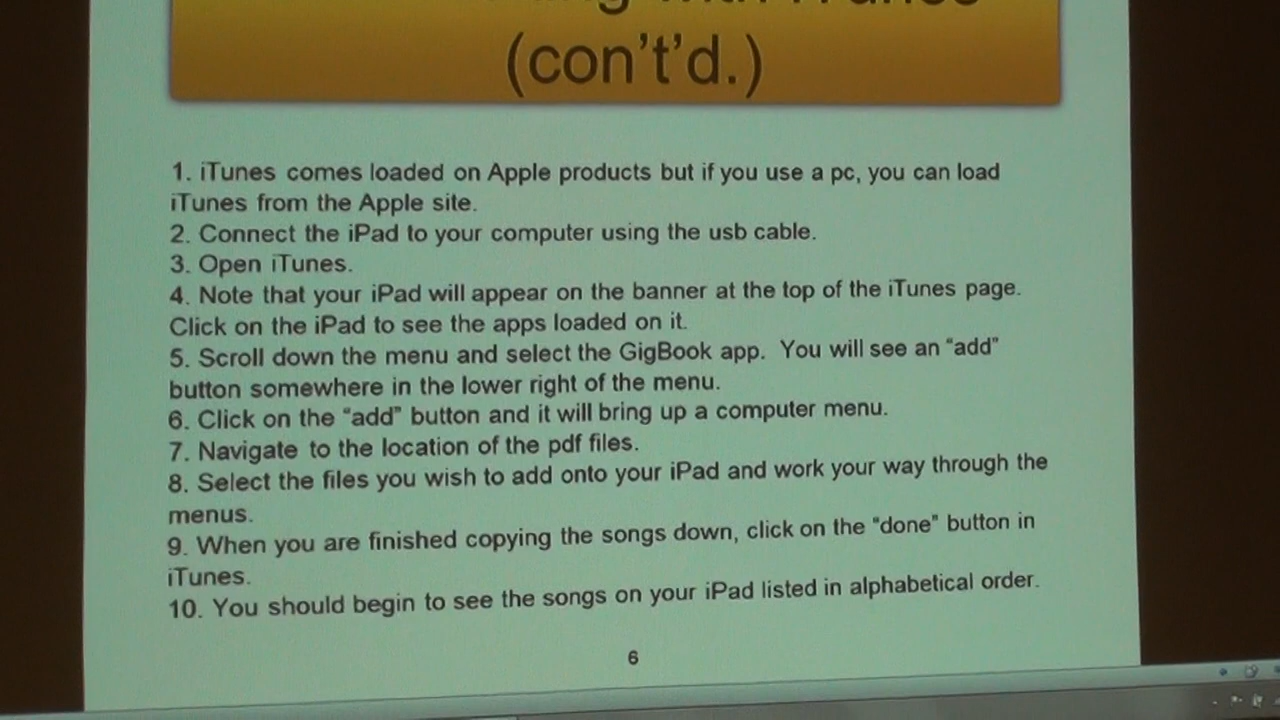 with iTunes
(con't'd.)
1. iTunes comes loaded on Apple products but if you use a pc, you can load
iTunes from the Apple site.
2. Connect the iPad to your computer using the usb cable.
3. Open iTunes.
4. Note that your iPad will appear on the banner at the top of the iTunes page.
Click on the iPad to see the apps loaded on it.
5. Scroll down the menu and select the GigBook app.  You will see an “add”
button somewhere in the lower right of the menu.
6. Click on the “add” button and it will bring up a computer menu.
7. Navigate to the location of the pdf files.
8. Select the files you wish to add onto your iPad and work your way through the
menus.
9. When you are finished copying the songs down, click on the “done” button in
iTunes.
10. You should begin to see the songs on your iPad listed in alphabetical order.
6